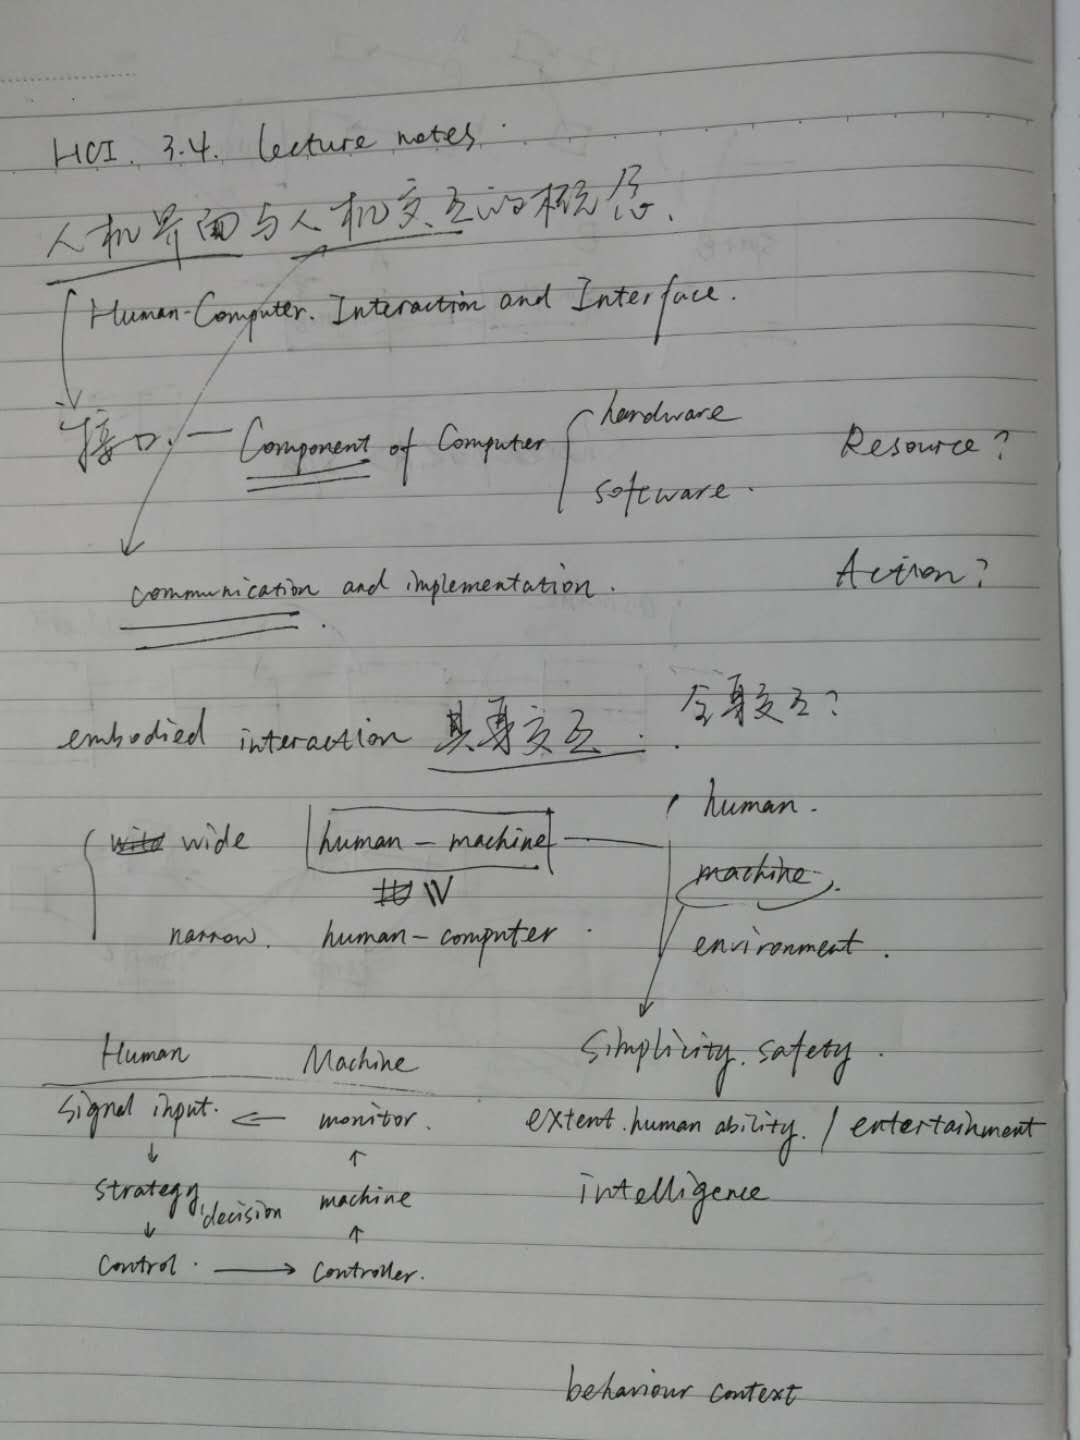 HCI. 3.4. Lecture notes.
人机界面与人机交互的概念.
Human-Computer. Interaction and Interface.
接口. — Component of Computer
hardware
software.
Resource?
communication and implementation.
Action?
embodied interaction 具身交互.
全身交互?
wide human-machine
human.
machine.
environment.
narrow. human-computer.
Simplicity. safety.
Human Machine
Signal input. ← monitor.
extent. human ability. / entertainment
↓ ↑
strategy, decision machine
intelligence
↓ ↑
control. → controller.
behaviour context